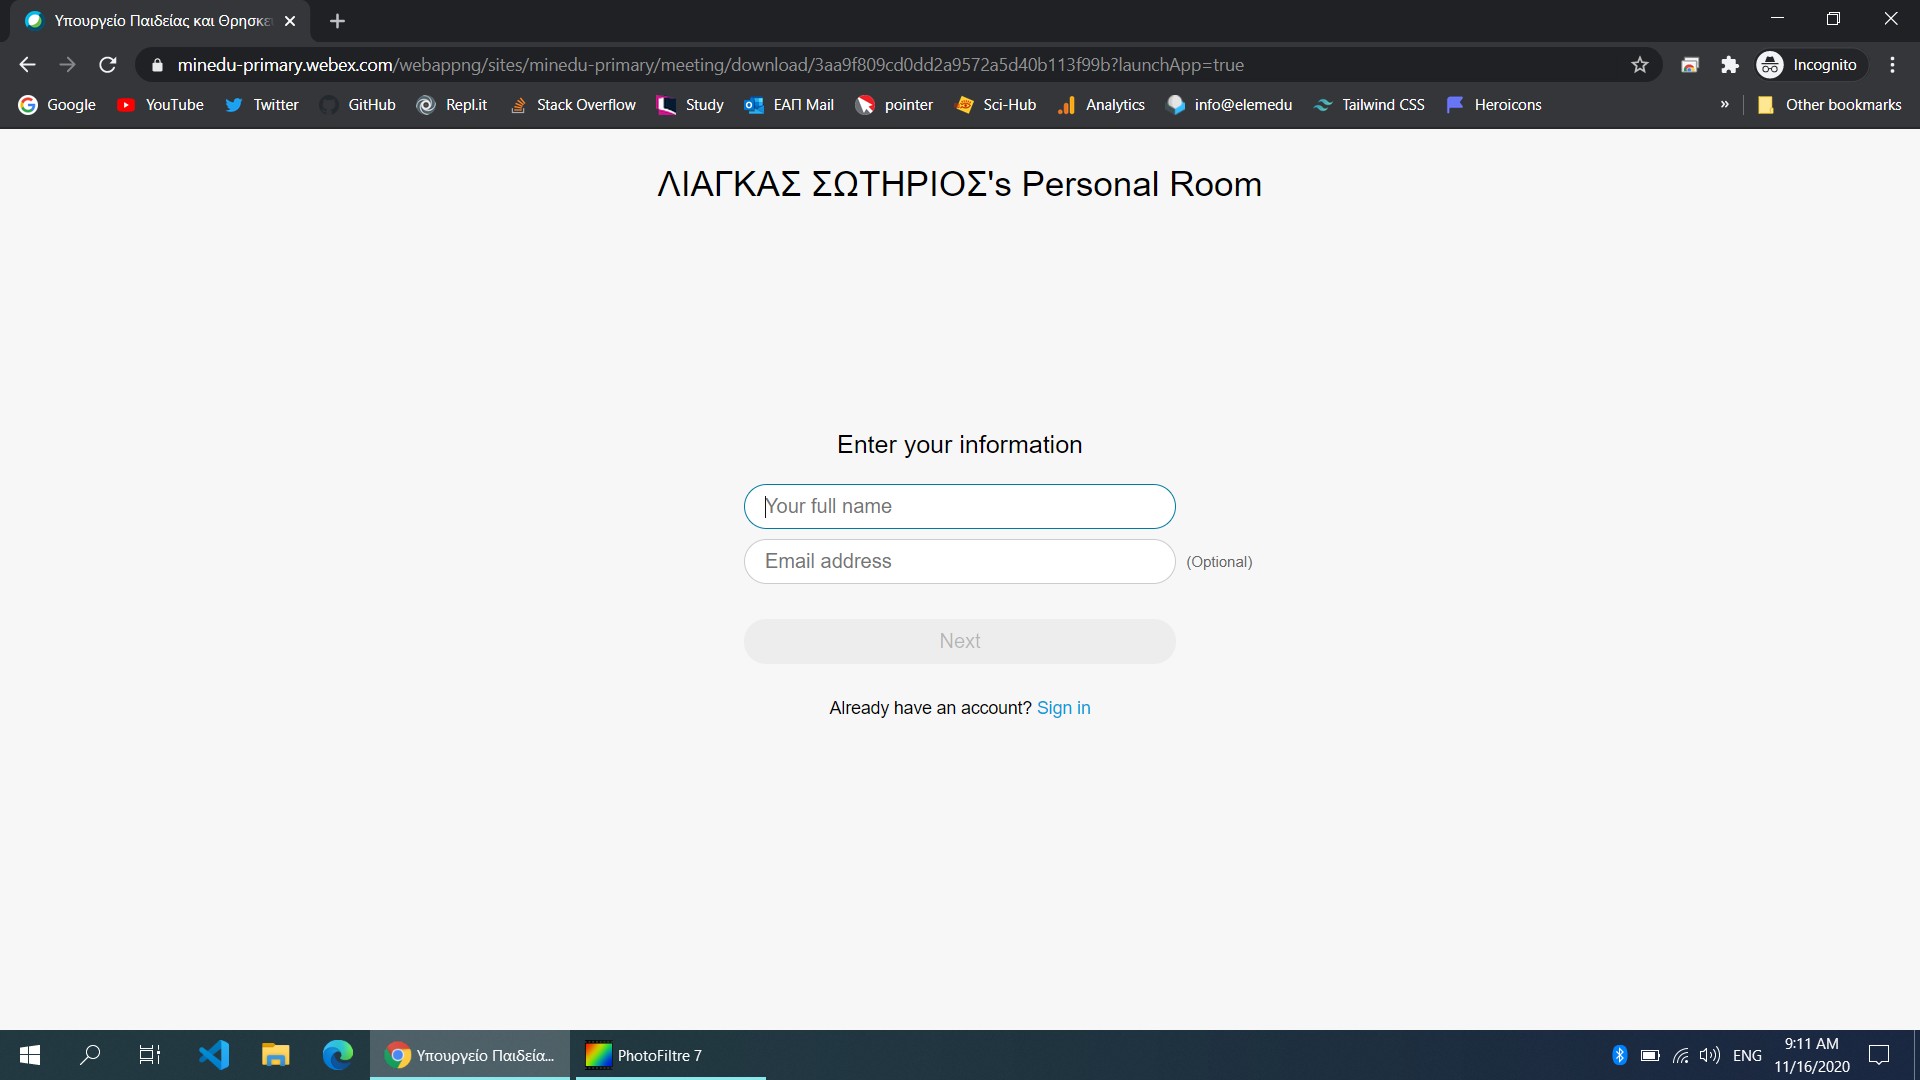 Υπουργείο Παιδείας και Θρησκε
minedu-primary.webex.com/webappng/sites/minedu-primary/meeting/download/3aa9f809cd0dd2a9572a5d40b113f99b?launchApp=true
Incognito
Google YouTube Twitter GitHub Repl.it Stack Overflow Study ΕΑΠ Mail pointer Sci-Hub Analytics info@elemedu Tailwind CSS Heroicons » Other bookmarks
ΛΙΑΓΚΑΣ ΣΩΤΗΡΙΟΣ's Personal Room
Enter your information
Your full name
Email address
(Optional)
Next
Already have an account? Sign in
Υπουργείο Παιδεία...
PhotoFiltre 7
ENG
9:11 AM
11/16/2020